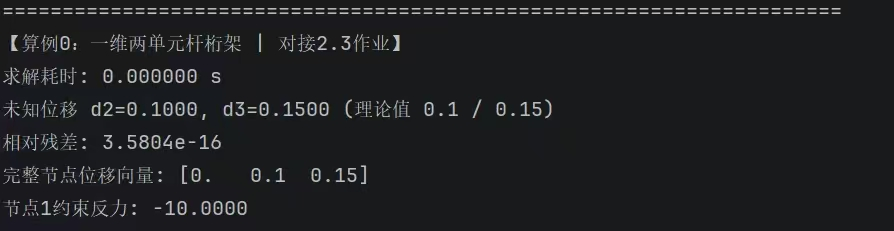 ======================================================================
【算例0：一维两单元杆桁架 | 对接2.3作业】
求解耗时: 0.000000 s
未知位移 d2=0.1000, d3=0.1500 (理论值 0.1 / 0.15)
相对残差: 3.5804e-16
完整节点位移向量: [0.   0.1  0.15]
节点1约束反力: -10.0000